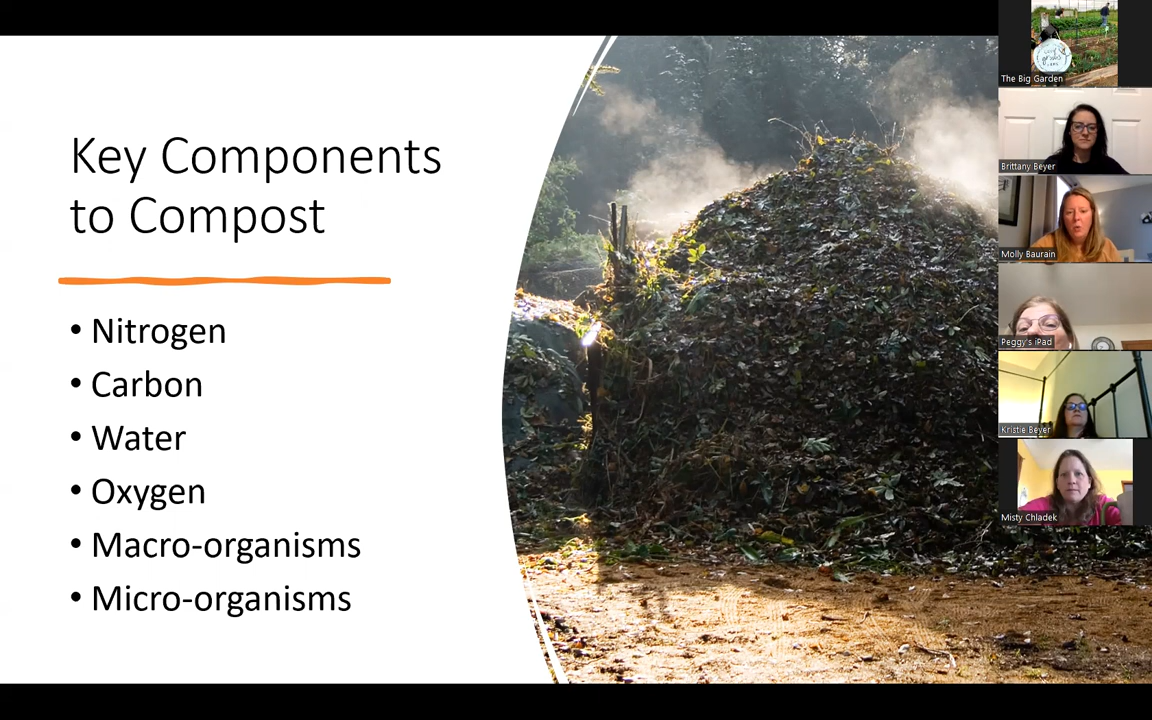 Key Components
to Compost
• Nitrogen
• Carbon
• Water
• Oxygen
• Macro-organisms
• Micro-organisms
The Big Garden
Brittany Beyer
Molly Baurain
Peggy's iPad
Kristie Beyer
Misty Chladek